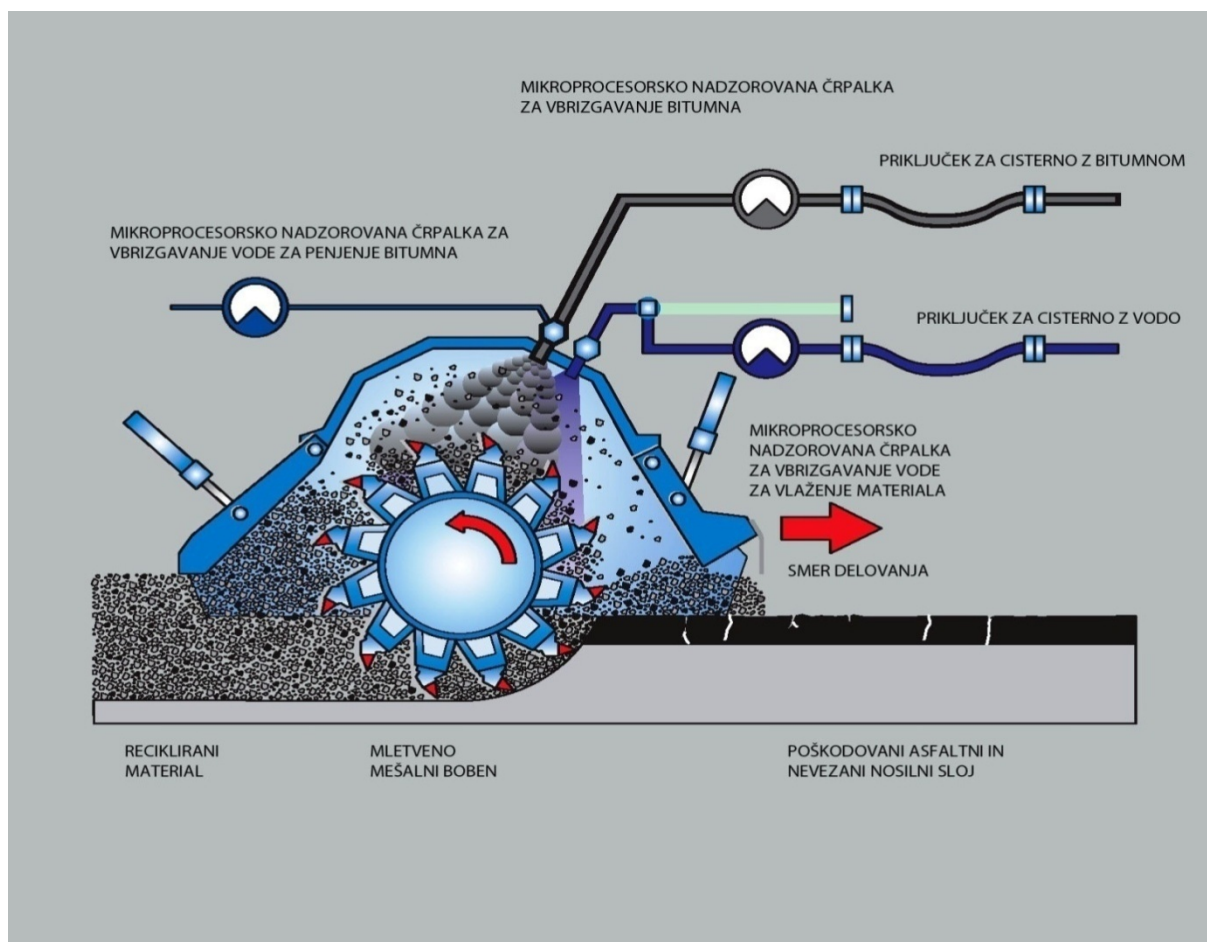 MIKROPROCESORSKO NADZOROVANA ČRPALKA
ZA VBRIZGAVANJE BITUMNA
PRIKLJUČEK ZA CISTERNO Z BITUMNOM
MIKROPROCESORSKO NADZOROVANA ČRPALKA ZA
VBRIZGAVANJE VODE ZA PENJENJE BITUMNA
PRIKLJUČEK ZA CISTERNO Z VODO
MIKROPROCESORSKO
NADZOROVANA ČRPALKA
ZA VBRIZGAVANJE VODE
ZA VLAŽENJE MATERIALA
SMER DELOVANJA
RECIKLIRANI
MATERIAL
MLETVENO
MEŠALNI BOBEN
POŠKODOVANI ASFALTNI IN
NEVEZANI NOSILNI SLOJ